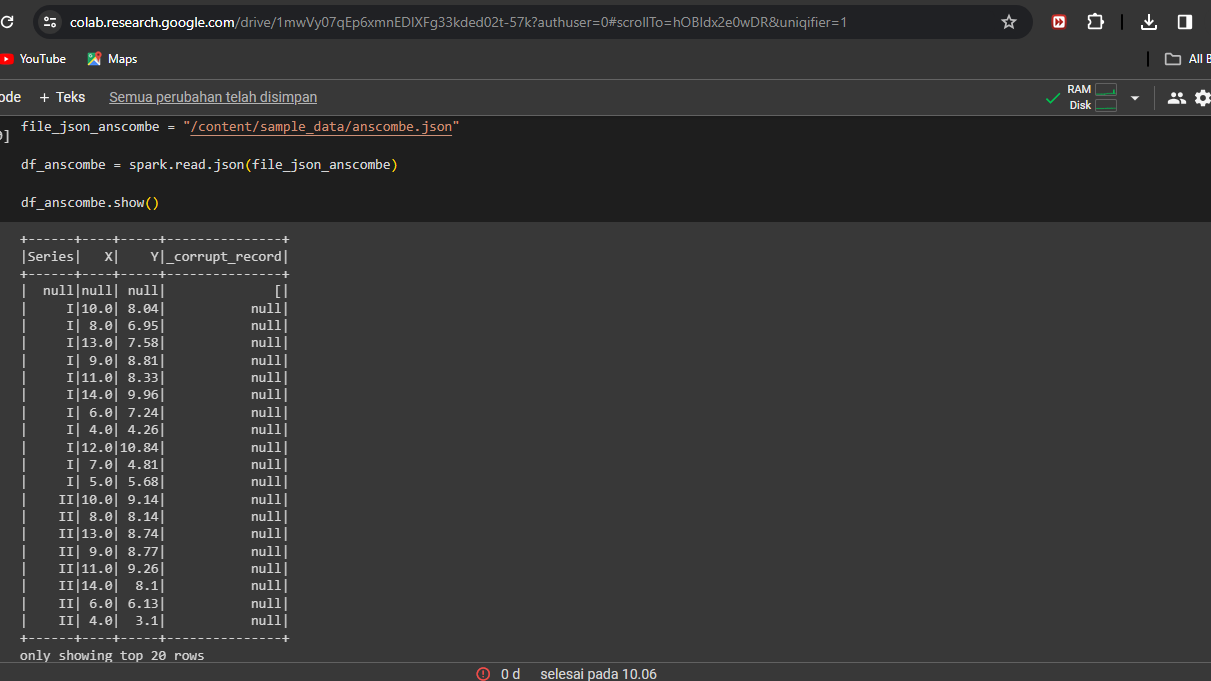 colab.research.google.com/drive/1mwVy07qEp6xmnEDIXFg33kded02t-57k?authuser=0#scrollTo=hOBIdx2e0wDR&uniqifier=1
YouTube Maps All B
ode + Teks Semua perubahan telah disimpan RAM
Disk
file_json_anscombe = "/content/sample_data/anscombe.json"
]
df_anscombe = spark.read.json(file_json_anscombe)
df_anscombe.show()
+------+----+-----+---------------+
|Series|   X|    Y|_corrupt_record|
+------+----+-----+---------------+
|  null|null| null|              [|
|     I|10.0| 8.04|           null|
|     I| 8.0| 6.95|           null|
|     I|13.0| 7.58|           null|
|     I| 9.0| 8.81|           null|
|     I|11.0| 8.33|           null|
|     I|14.0| 9.96|           null|
|     I| 6.0| 7.24|           null|
|     I| 4.0| 4.26|           null|
|     I|12.0|10.84|           null|
|     I| 7.0| 4.81|           null|
|     I| 5.0| 5.68|           null|
|    II|10.0| 9.14|           null|
|    II| 8.0| 8.14|           null|
|    II|13.0| 8.74|           null|
|    II| 9.0| 8.77|           null|
|    II|11.0| 9.26|           null|
|    II|14.0|  8.1|           null|
|    II| 6.0| 6.13|           null|
|    II| 4.0|  3.1|           null|
+------+----+-----+---------------+
only showing top 20 rows
0 d selesai pada 10.06